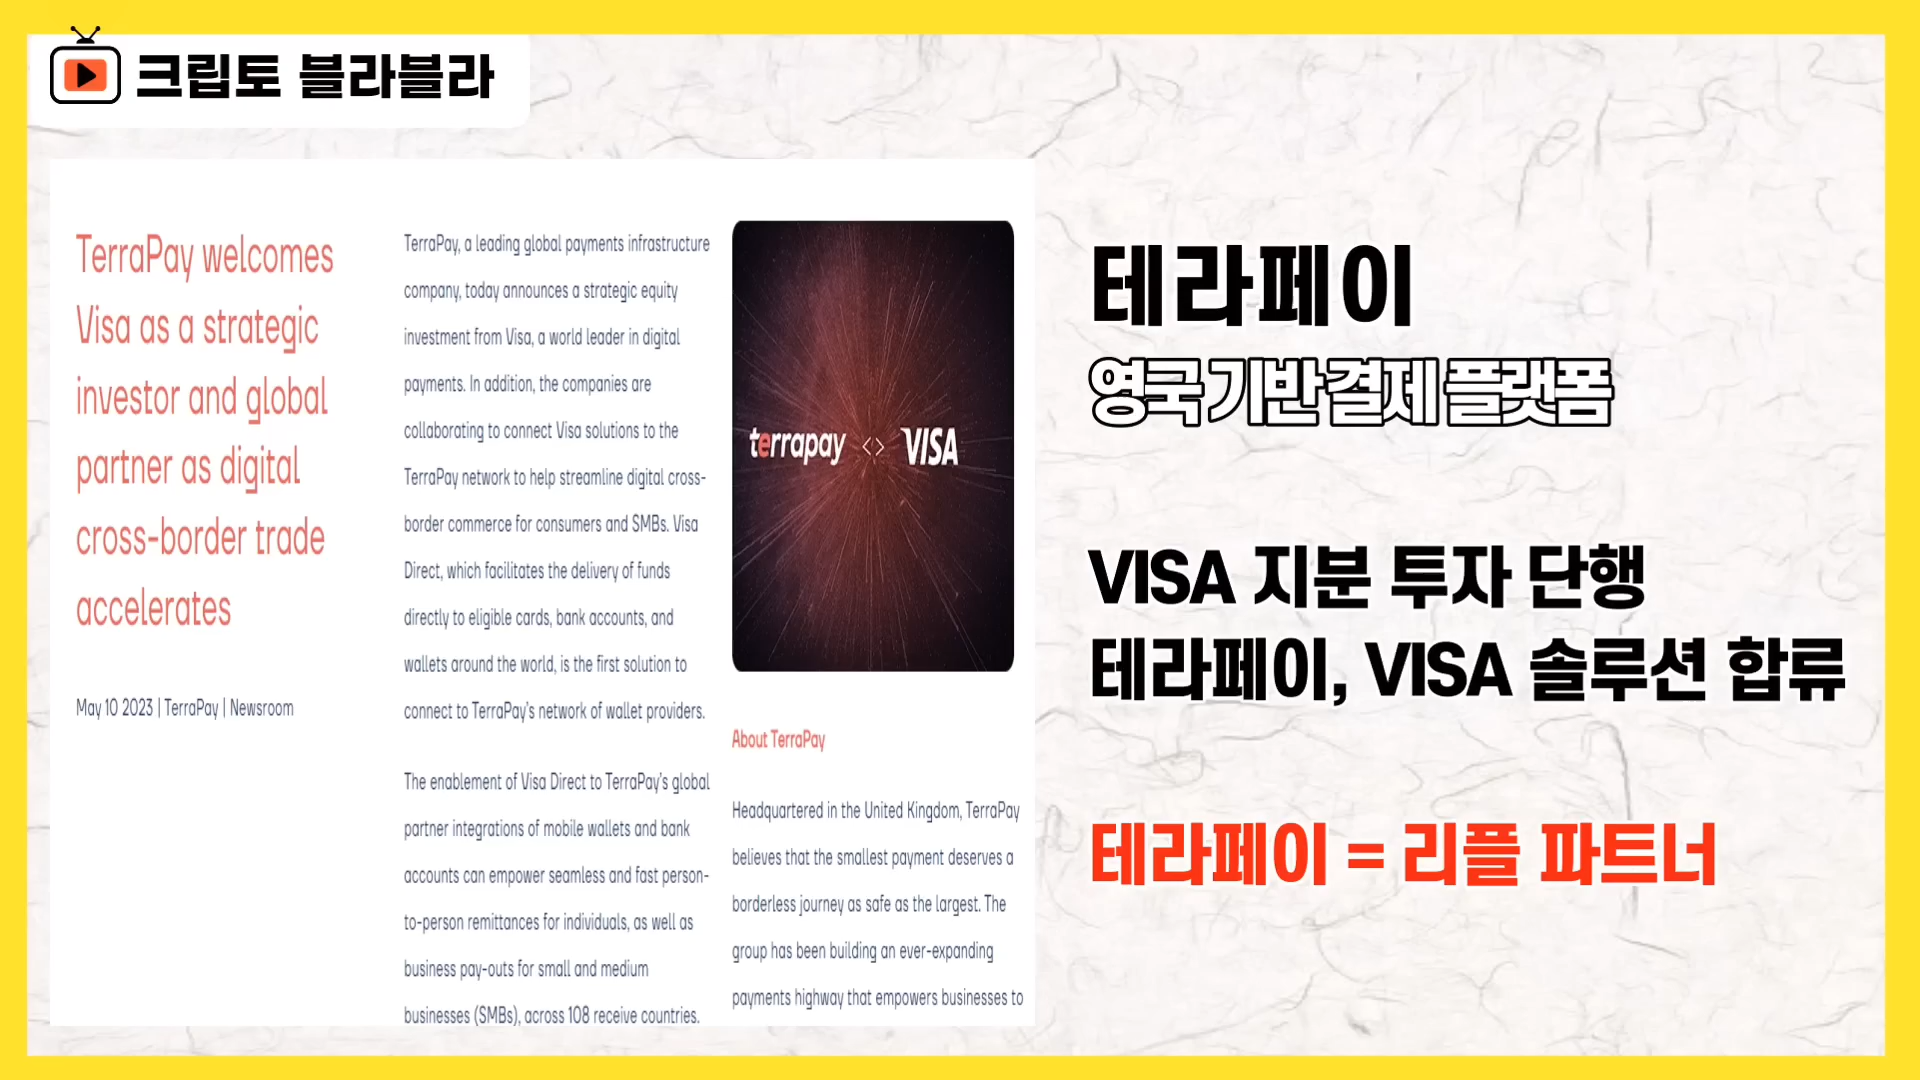 크립토 블라블라
TerraPay welcomes
Visa as a strategic
investor and global
partner as digital
cross-border trade
accelerates
May 10 2023 | TerraPay | Newsroom
TerraPay, a leading global payments infrastructure
company, today announces a strategic equity
investment from Visa, a world leader in digital
payments. In addition, the companies are
collaborating to connect Visa solutions to the
TerraPay network to help streamline digital cross-
border commerce for consumers and SMBs. Visa
Direct, which facilitates the delivery of funds
directly to eligible cards, bank accounts, and
wallets around the world, is the first solution to
connect to TerraPay's network of wallet providers.
The enablement of Visa Direct to TerraPay's global
partner integrations of mobile wallets and bank
accounts can empower seamless and fast person-
to-person remittances for individuals, as well as
business pay-outs for small and medium
businesses (SMBs), across 108 receive countries.
terrapay <> VISA
About TerraPay
Headquartered in the United Kingdom, TerraPay
believes that the smallest payment deserves a
borderless journey as safe as the largest. The
group has been building an ever-expanding
payments highway that empowers businesses to
테라페이
영국 기반 결제 플랫폼
VISA 지분 투자 단행
테라페이, VISA 솔루션 합류
테라페이 = 리플 파트너